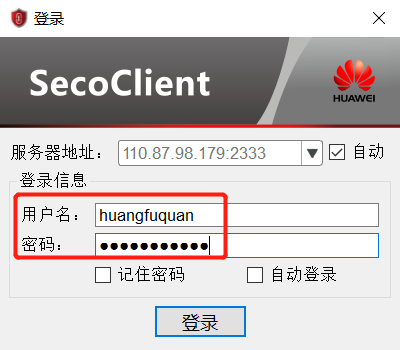 登录
SecoClient
HUAWEI
服务器地址： 110.87.98.179:2333 自动
登录信息
用户名： huangfuquan
密码： ●●●●●●●●●●●
记住密码 自动登录
登录